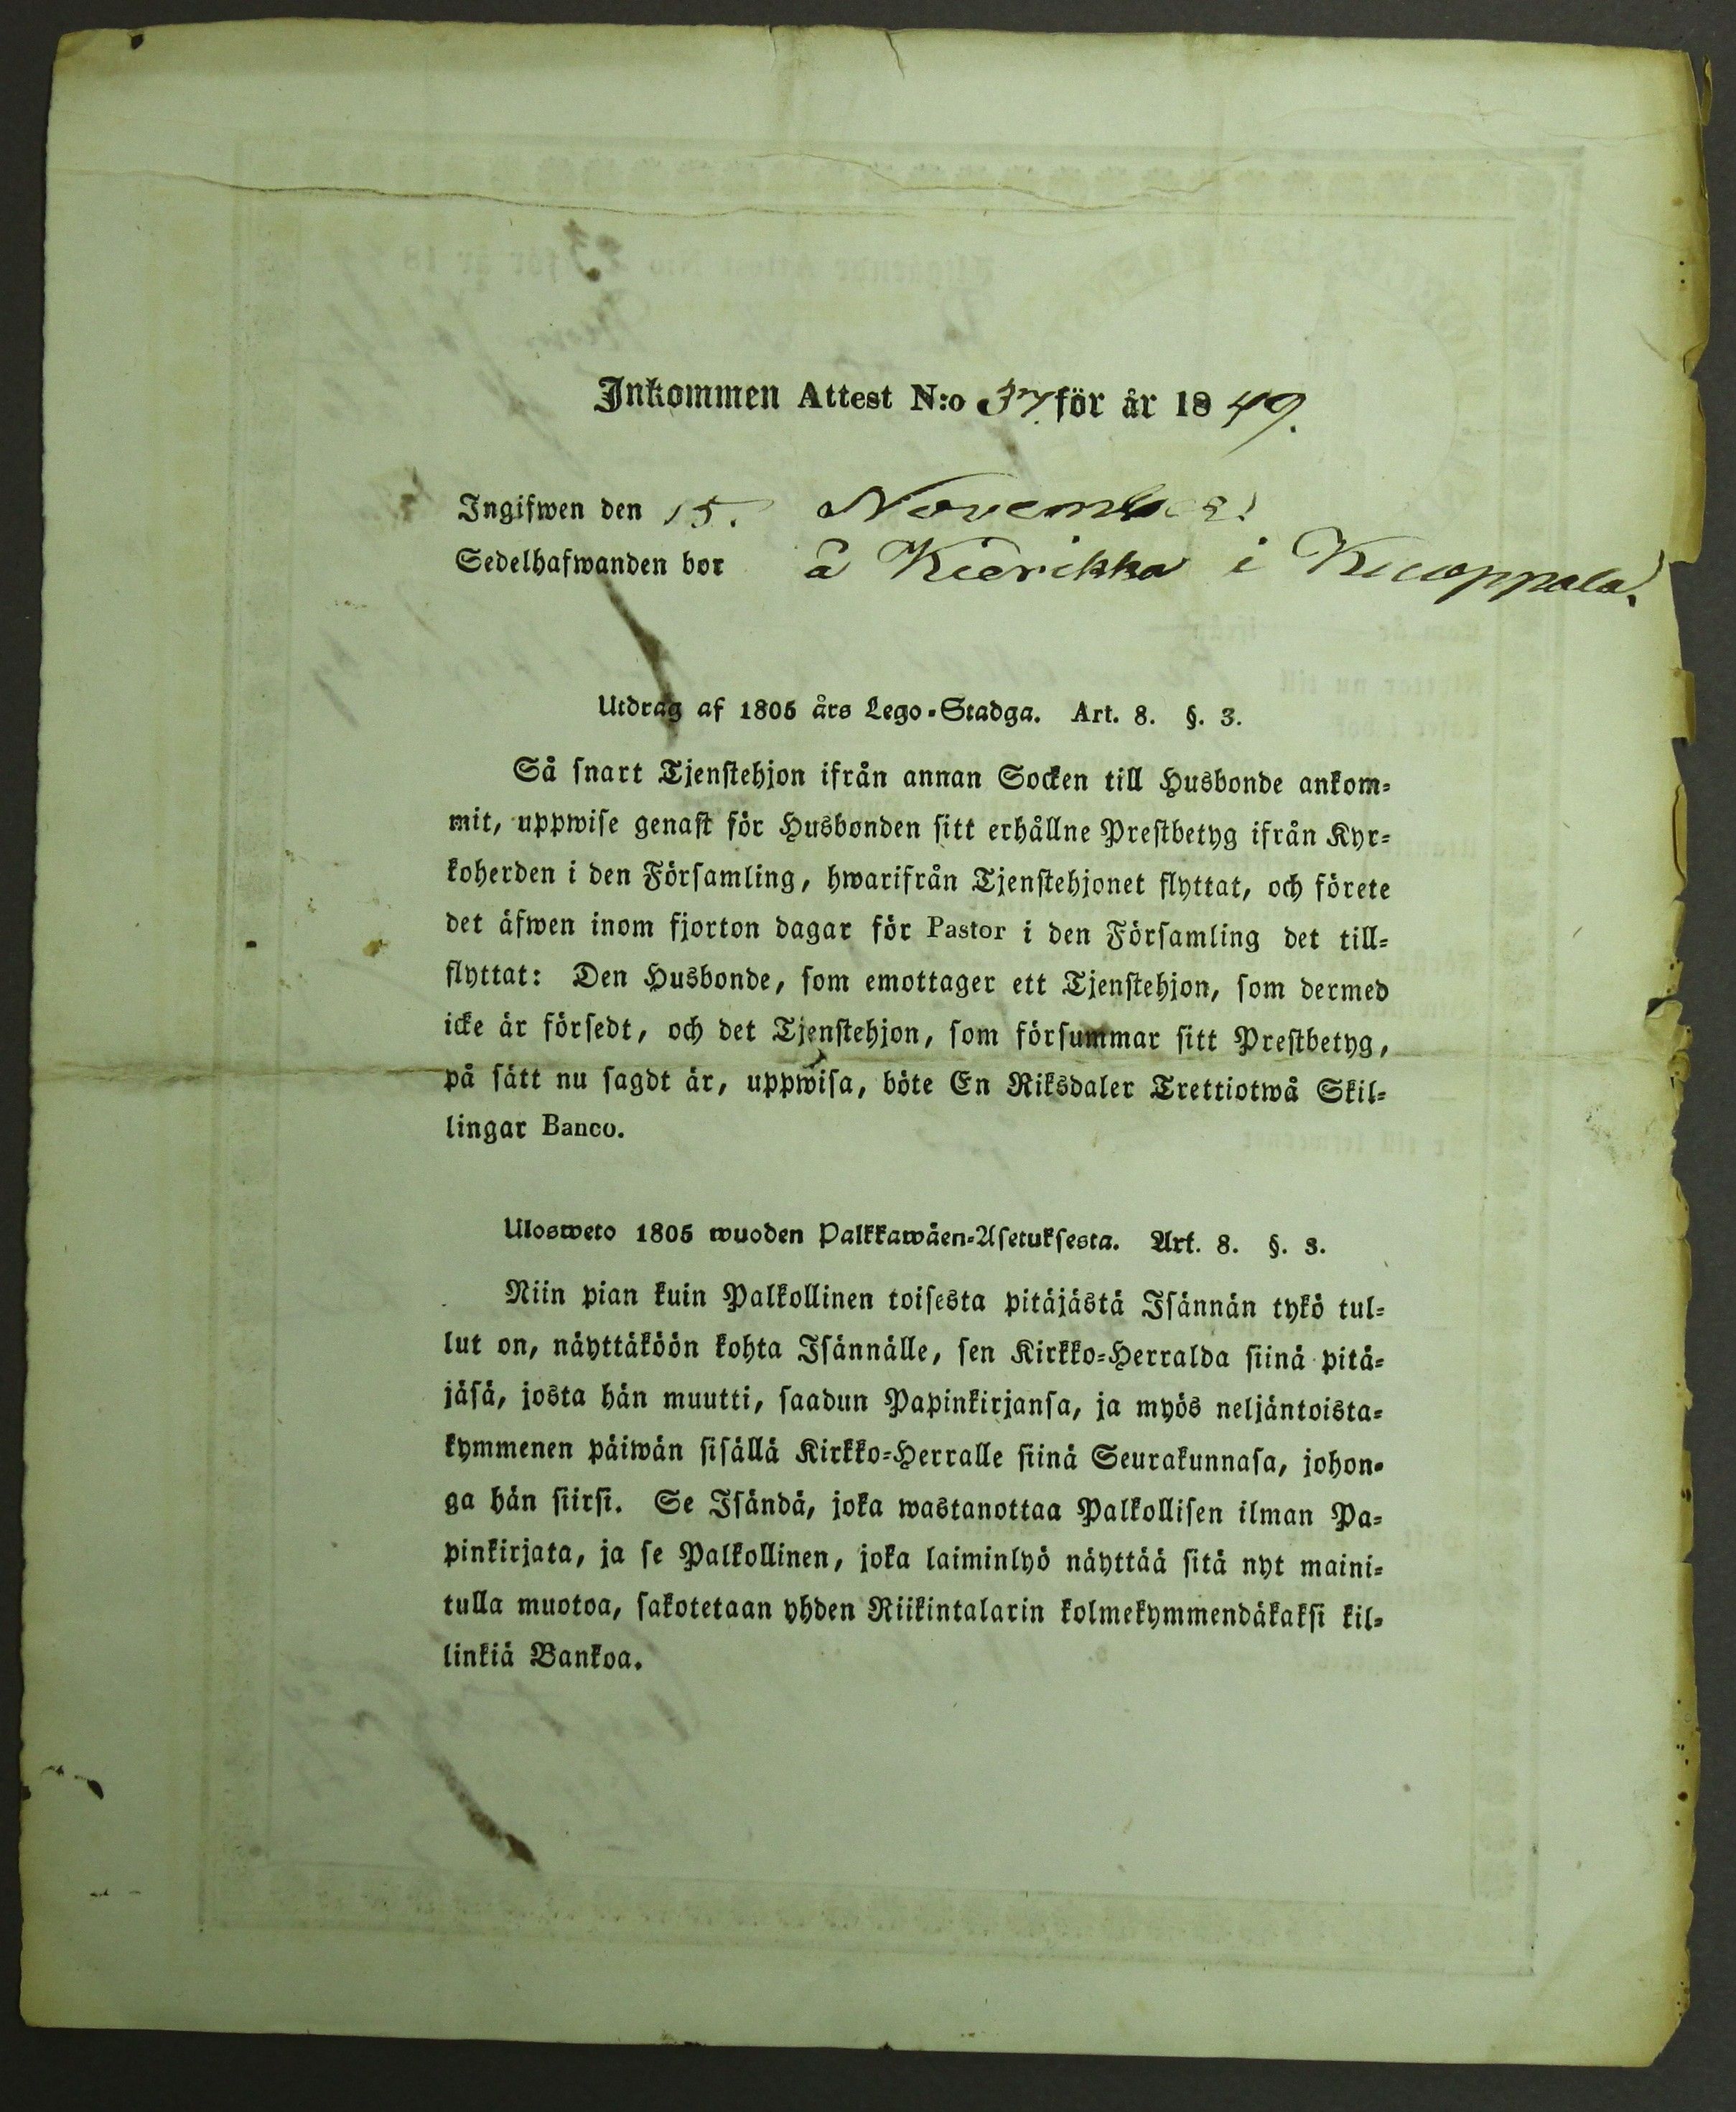 Inkommen Attest N:o 37. för år 1849.
Ingifwen den 15. November
Sedelhafwanden bor å Kierikka i Kuoppala.
Utdrag af 1805 års Lego-Stadga. Art. 8. §. 3.
Så snart Tjenstehjon ifrån annan Socken till Husbonde ankom-
mit, uppwise genast för Husbonden sitt erhållne Prestbetyg ifrån Kyr-
koherden i den Församling, hwarifrån Tjenstehjonet flyttat, och förete
det äfwen inom fjorton dagar för Pastor i den Församling det till-
flyttat: Den Husbonde, som emottager ett Tjenstehjon, som dermed
icke är försedt, och det Tjenstehjon, som försummar sitt Prestbetyg,
på sätt nu sagdt är, uppwisa, böte En Riksdaler Trettiotwå Skil-
lingar Banco.
Ulosweto 1805 wuoden Palkkawäen-Asetuksesta. Art. 8. §. 3.
Niin pian kuin Palkollinen toisesta pitäjästä Isännän tykö tul-
lut on, näyttäköön kohta Isännälle, sen Kirkko-Herralda siinä pitä-
jäsä, josta hän muutti, saadun Papinkirjansa, ja myös neljäntoista-
kymmenen päiwän sisällä Kirkko-Herralle siinä Seurakunnasa, johon-
ga hän siirsi. Se Isändä, joka wastanottaa Palkollisen ilman Pa-
pinkirjata, ja se Palkollinen, joka laiminlyö näyttää sitä nyt maini-
tulla muotoa, sakotetaan yhden Riikintalarin kolmekymmendäkaksi kil-
linkiä Bankoa.